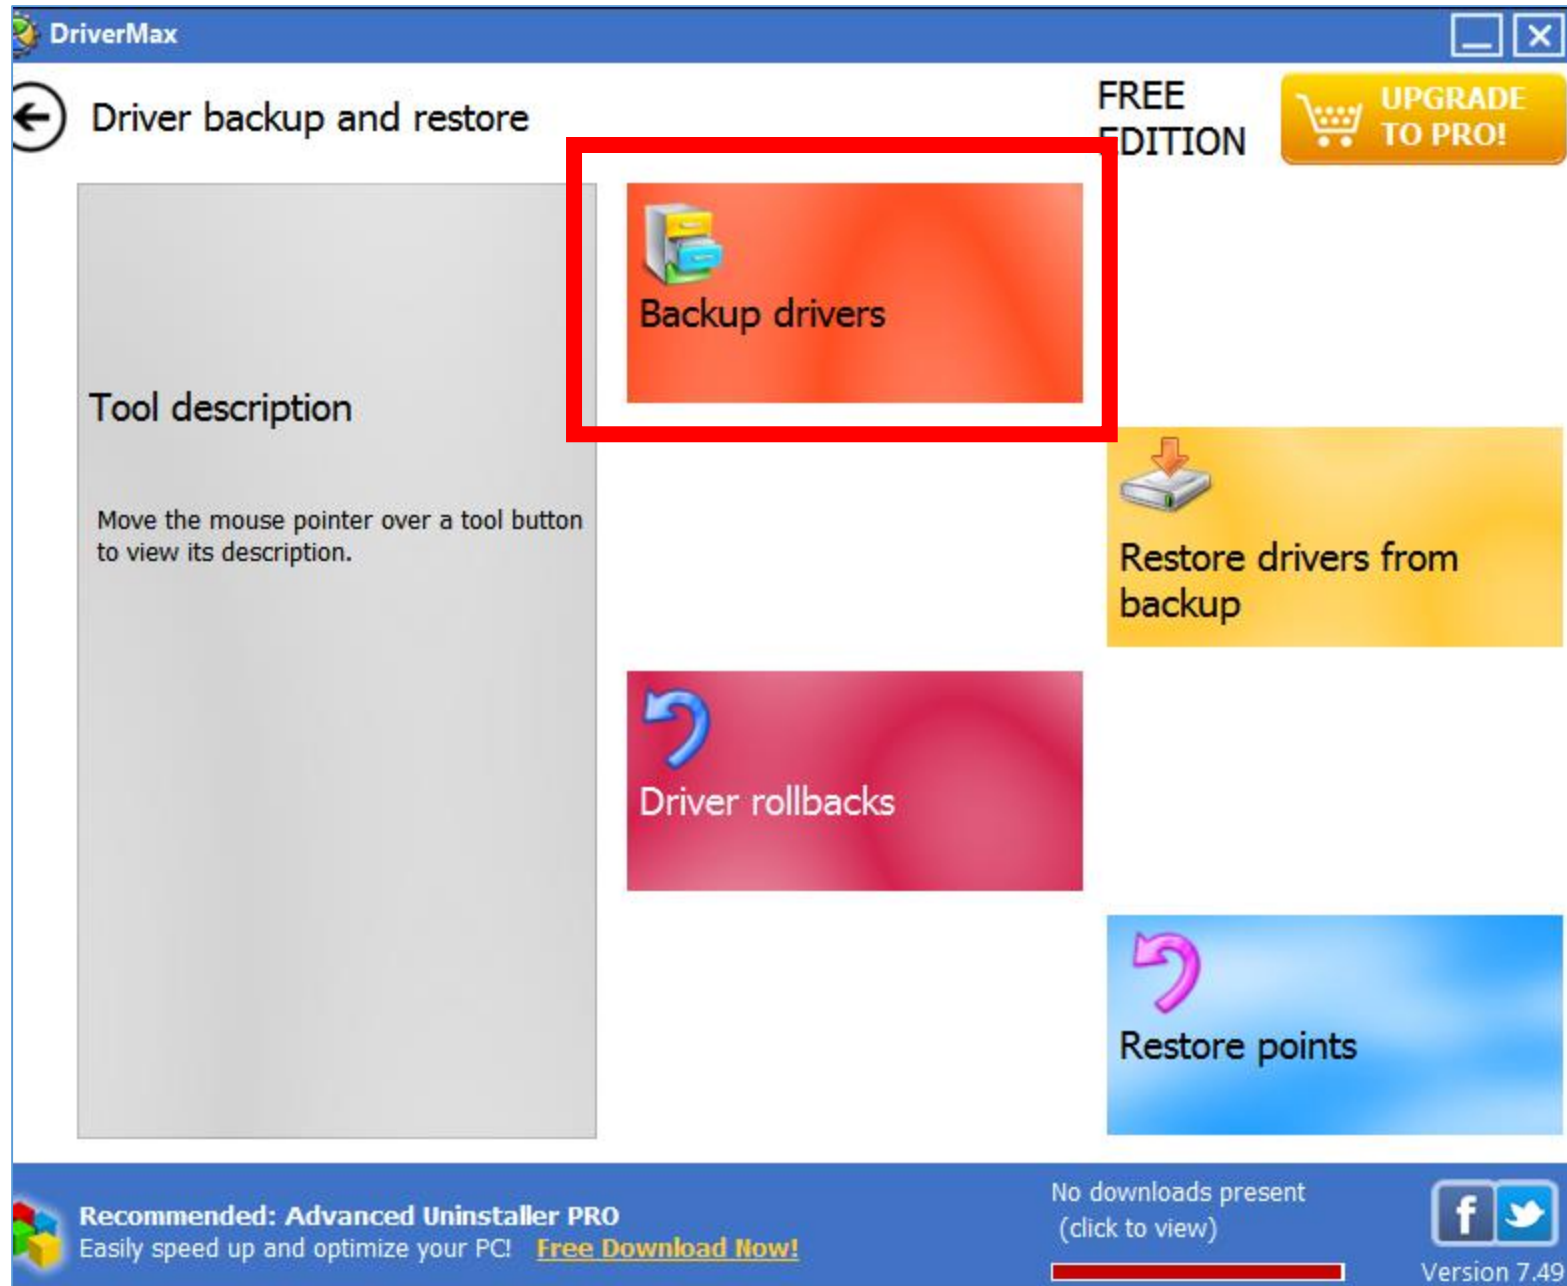 DriverMax
Driver backup and restore
FREE
EDITION
UPGRADE
TO PRO!
Backup drivers
Tool description
Move the mouse pointer over a tool button
to view its description.
Restore drivers from
backup
Driver rollbacks
Restore points
Recommended: Advanced Uninstaller PRO
Easily speed up and optimize your PC! Free Download Now!
No downloads present
(click to view)
Version 7.49